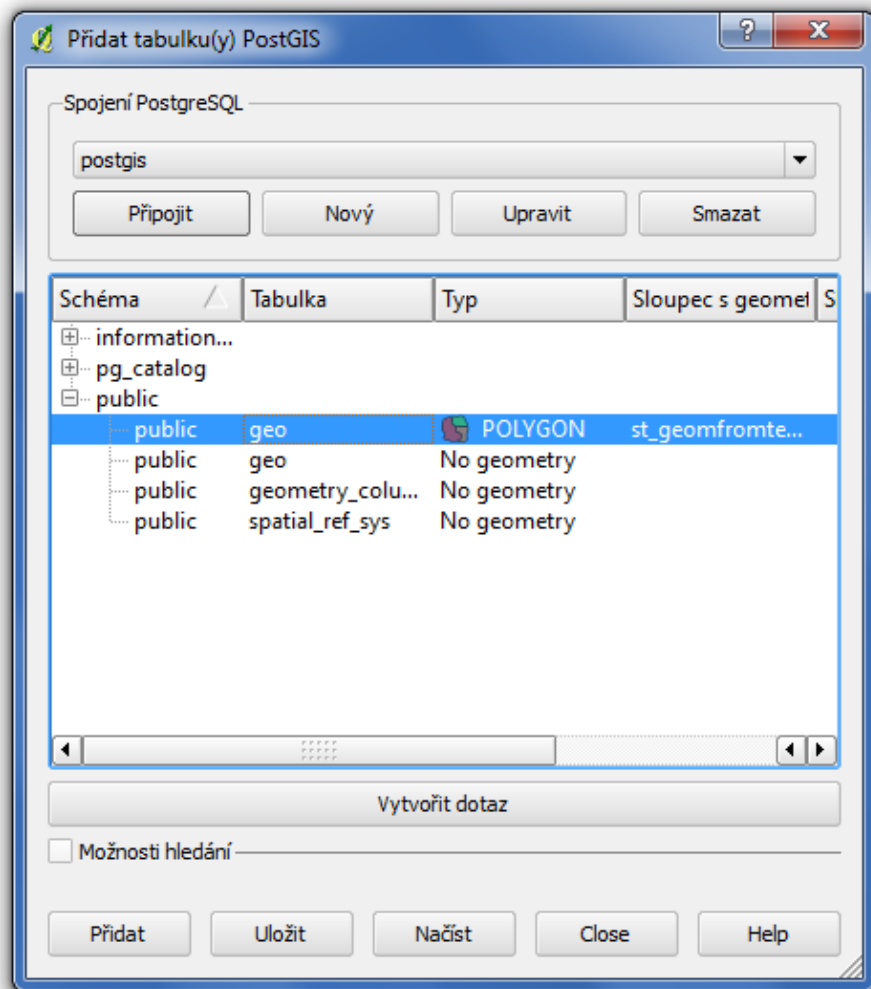 Přidat tabulku(y) PostGIS
Spojení PostgreSQL
postgis
Připojit Nový Upravit Smazat
Schéma Tabulka Typ Sloupec s geomet S
information...
pg_catalog
public
public geo POLYGON st_geomfromte...
public geo No geometry
public geometry_colu... No geometry
public spatial_ref_sys No geometry
Vytvořit dotaz
Možnosti hledání
Přidat Uložit Načíst Close Help